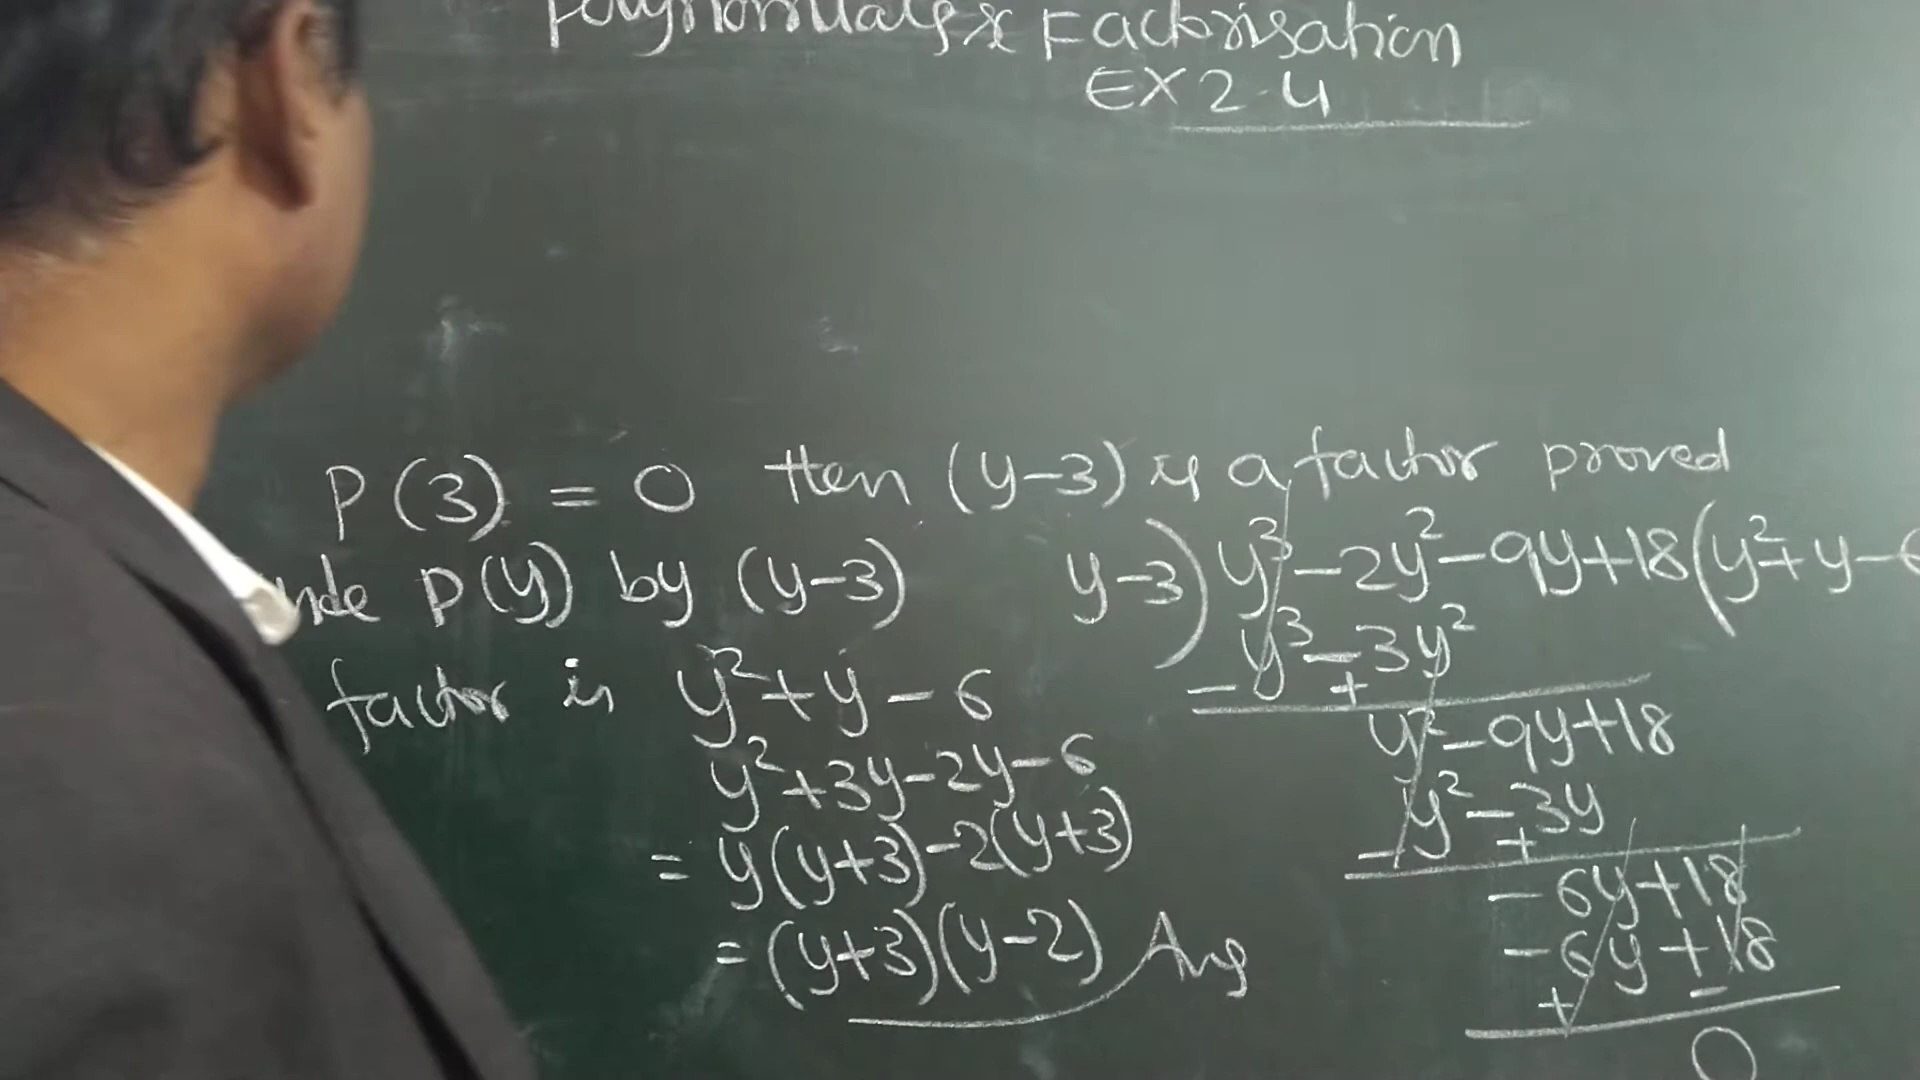 Polynomials & Factorisation
EX 2.4
P(3) = 0 then (y-3) is a factor proved
P(y) by (y-3)
factor is y²+y-6
y²+3y-2y-6
= y(y+3)-2(y+3)
= (y+3)(y-2) Ans
y-3)y³-2y²-9y+18(y²+y-6
y³-3y²
- +
y²-9y+18
y²-3y
- +
-6y+18
-6y+18
+ -
0